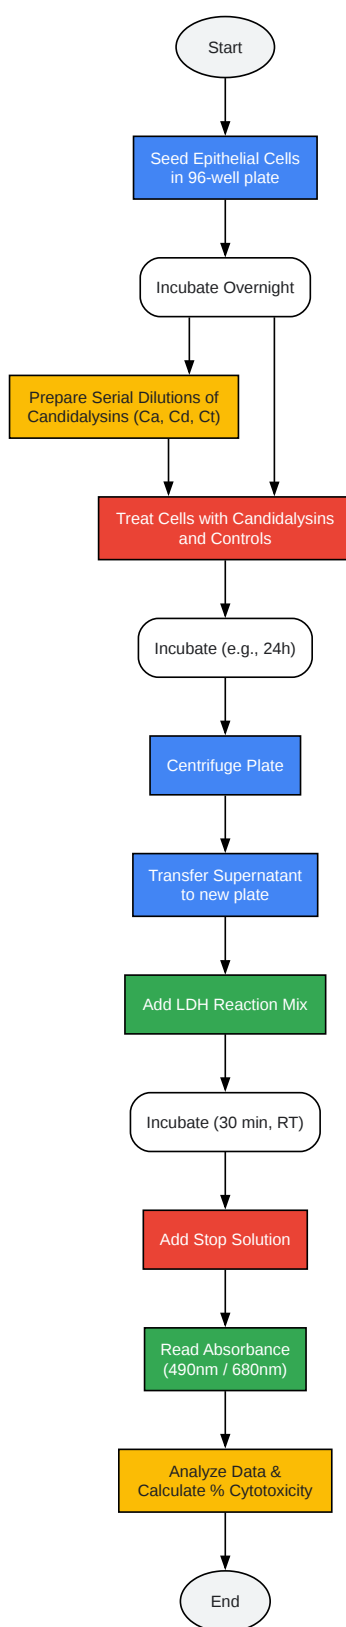 Start
Seed Epithelial Cells
in 96-well plate
Incubate Overnight
Prepare Serial Dilutions of
Candidalysins (Ca, Cd, Ct)
Treat Cells with Candidalysins
and Controls
Incubate (e.g., 24h)
Centrifuge Plate
Transfer Supernatant
to new plate
Add LDH Reaction Mix
Incubate (30 min, RT)
Add Stop Solution
Read Absorbance
(490nm / 680nm)
Analyze Data &
Calculate % Cytotoxicity
End